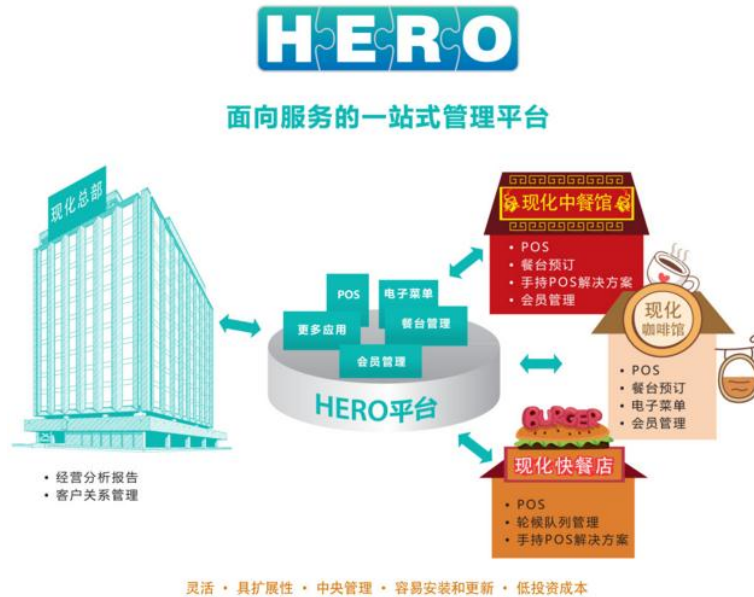 HERO
面向服务的一站式管理平台
现化总部
• 经营分析报告
• 客户关系管理
POS
电子菜单
更多应用
餐台管理
会员管理
HERO平台
现化中餐馆
• POS
• 餐台预订
• 手持POS解决方案
• 会员管理
现化
咖啡馆
• POS
• 餐台预订
• 电子菜单
• 会员管理
BURGER
现化快餐店
• POS
• 轮候队列管理
• 手持POS解决方案
灵活 • 具扩展性 • 中央管理 • 容易安装和更新 • 低投资成本